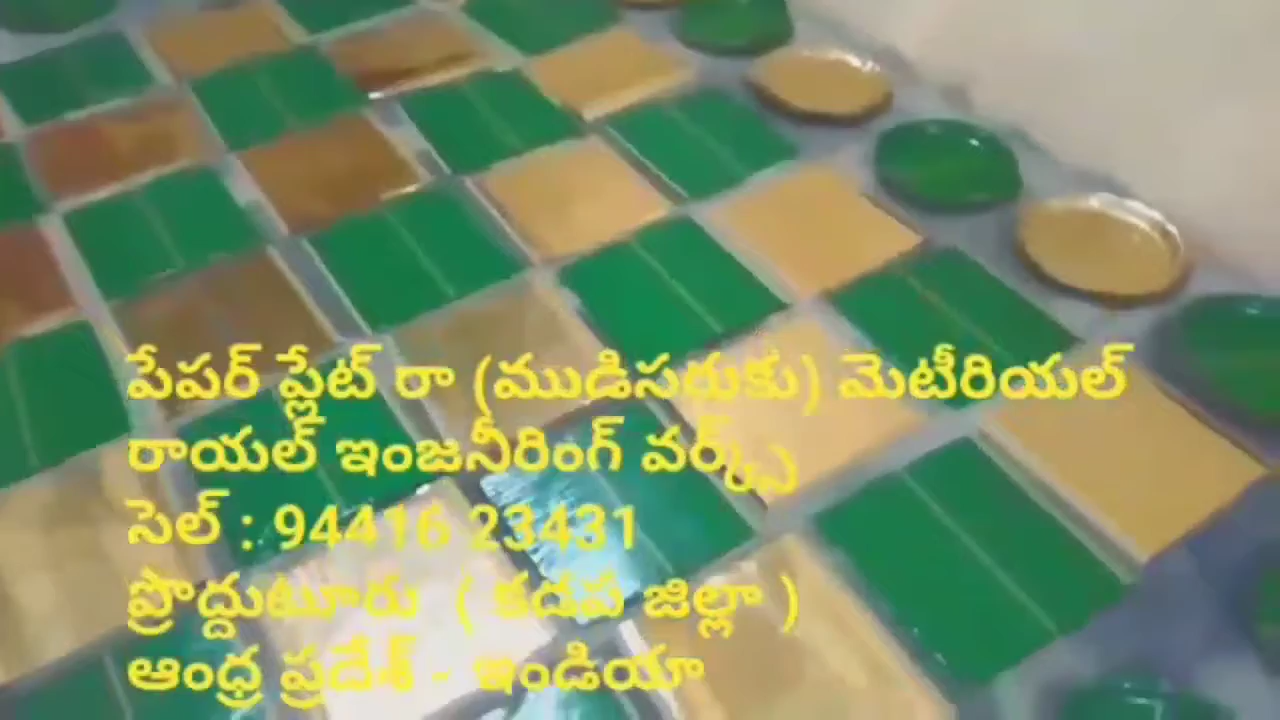 పేపర్ ప్లేట్ రా (ముడిసరుకు) మెటీరియల్
రాయల్ ఇంజనీరింగ్ వర్క్స్
సెల్ : 94416 23431
ప్రొద్దుటూరు ( కడప జిల్లా )
ఆంధ్ర ప్రదేశ్ - ఇండియా